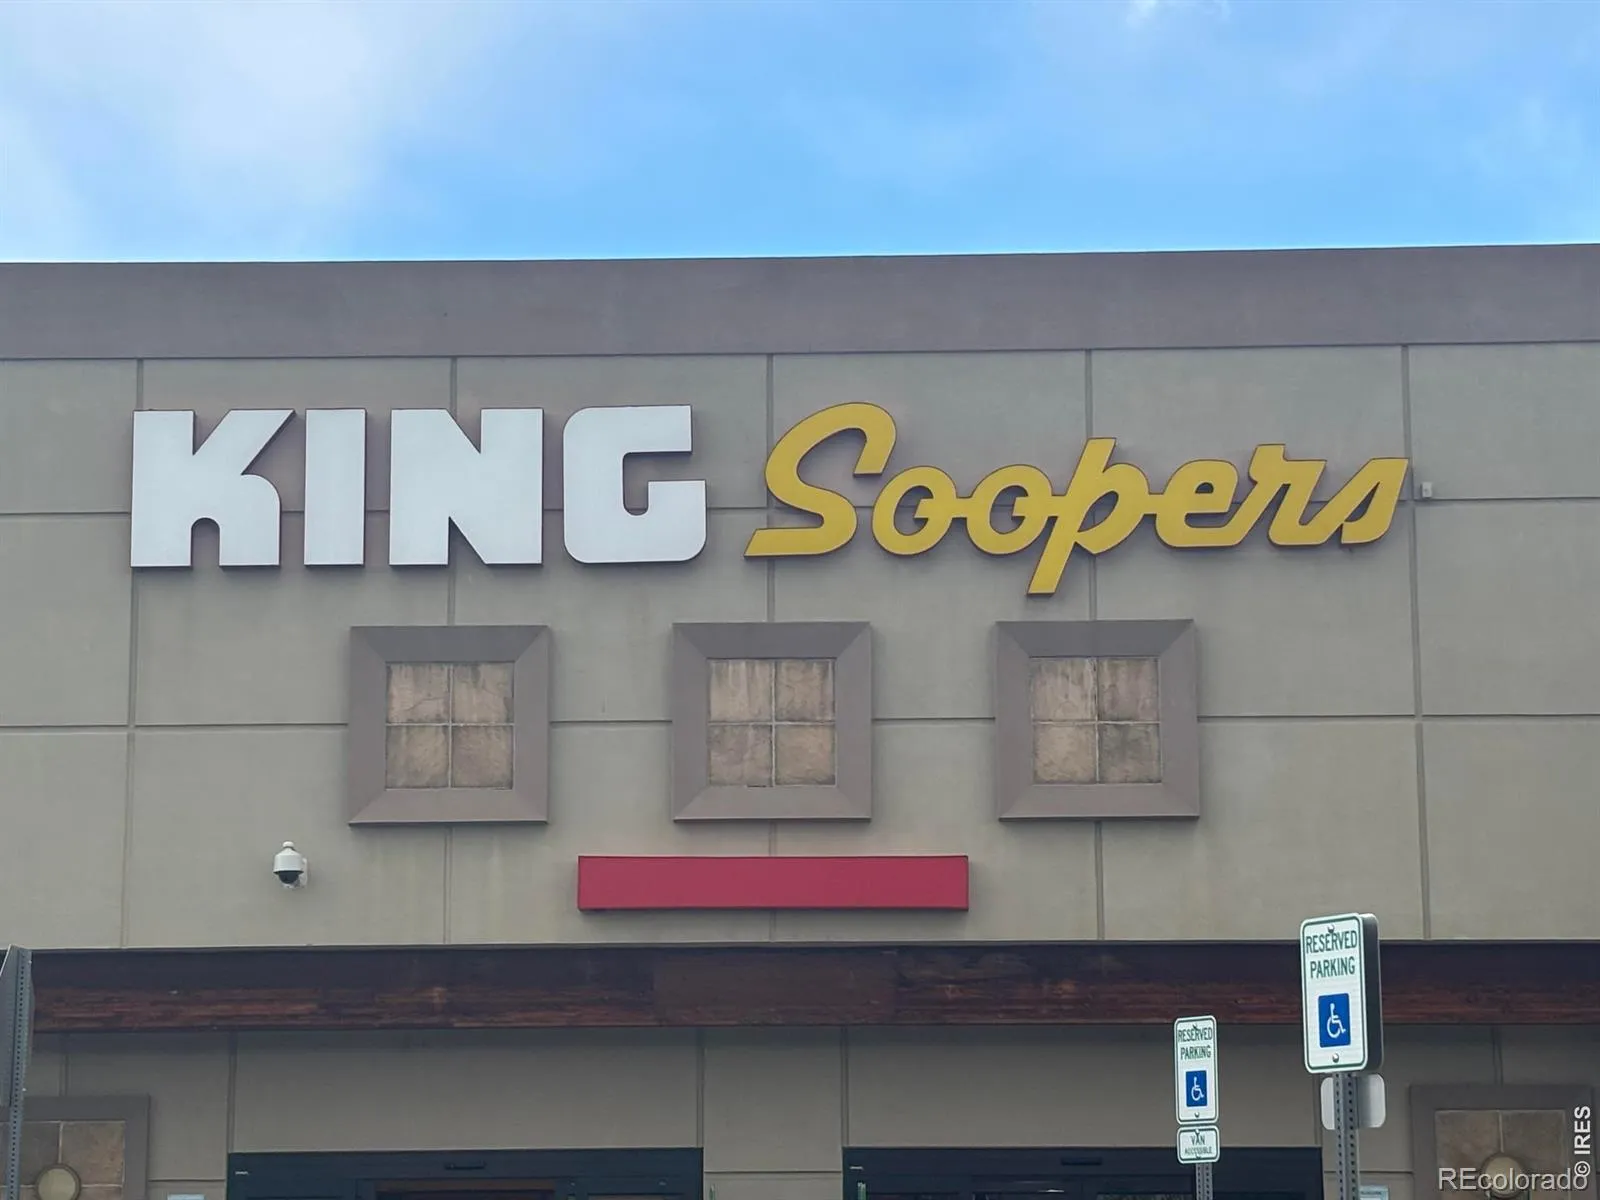 KING Soopers
RESERVED
PARKING
RESERVED
PARKING
VAN
ACCESSIBLE
© IRES
REcolorado